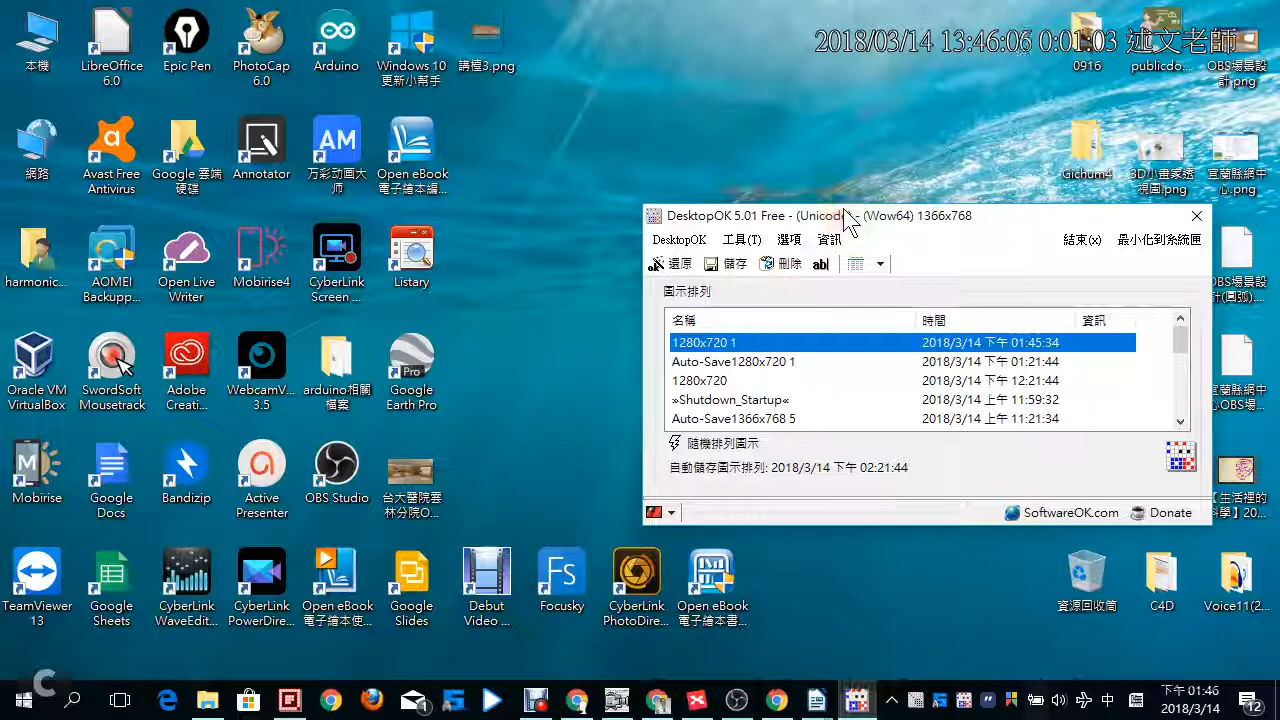 2018/03/14 13:46:06 0:01:03 述文老師
本機
LibreOffice
6.0
Epic Pen
PhotoCap
6.0
Arduino
Windows 10
更新小幫手
講檯3.png
0916
publicdo...
OBS場景設
計.png
網路
Avast Free
Antivirus
Google 雲端
硬碟
Annotator
万彩动画大
师
Open eBook
電子繪本編...
Gichum4
3D小畫家透
視圖.png
宜蘭縣網中
心.png
harmonic...
AOMEI
Backupp...
Open Live
Writer
Mobirise4
CyberLink
Screen ...
Listary
OBS場景設
計(圓弧)....
Oracle VM
VirtualBox
SwordSoft
Mousetrack
Adobe
Creati...
WebcamV...
3.5
arduino相關
檔案
Google
Earth Pro
Pro
宜蘭縣網中
心OBS場...
Mobirise
Google
Docs
Bandizip
Active
Presenter
OBS Studio
台大醫院雲
林分院O...
【生活裡的
科學】20...
TeamViewer
13
Google
Sheets
CyberLink
WaveEdit...
CyberLink
PowerDire...
Open eBook
電子繪本使...
Google
Slides
Debut
Video ...
Focusky
CyberLink
PhotoDire...
Open eBook
電子繪本書...
資源回收筒
C4D
Voice11(2...
DesktopOK 5.01 Free - (Unicode) - (Wow64) 1366x768
DesktopOK 工具(T) 選項 資訊 結束(x) 最小化到系統匣
還原 儲存 刪除 ab|
圖示排列
名稱 時間 資訊
1280x720 1 2018/3/14 下午 01:45:34
Auto-Save1280x720 1 2018/3/14 下午 01:21:44
1280x720 2018/3/14 下午 12:21:44
»Shutdown_Startup« 2018/3/14 上午 11:59:32
Auto-Save1366x768 5 2018/3/14 上午 11:21:34
隨機排列圖示
自動儲存圖示排列: 2018/3/14 下午 02:21:44
SoftwareOK.com Donate
下午 01:46
2018/3/14
中
12